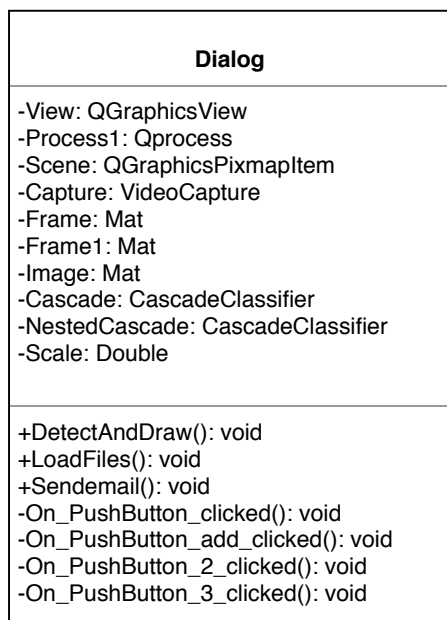 Dialog
-View: QGraphicsView
-Process1: Qprocess
-Scene: QGraphicsPixmapItem
-Capture: VideoCapture
-Frame: Mat
-Frame1: Mat
-Image: Mat
-Cascade: CascadeClassifier
-NestedCascade: CascadeClassifier
-Scale: Double
+DetectAndDraw(): void
+LoadFiles(): void
+Sendemail(): void
-On_PushButton_clicked(): void
-On_PushButton_add_clicked(): void
-On_PushButton_2_clicked(): void
-On_PushButton_3_clicked(): void